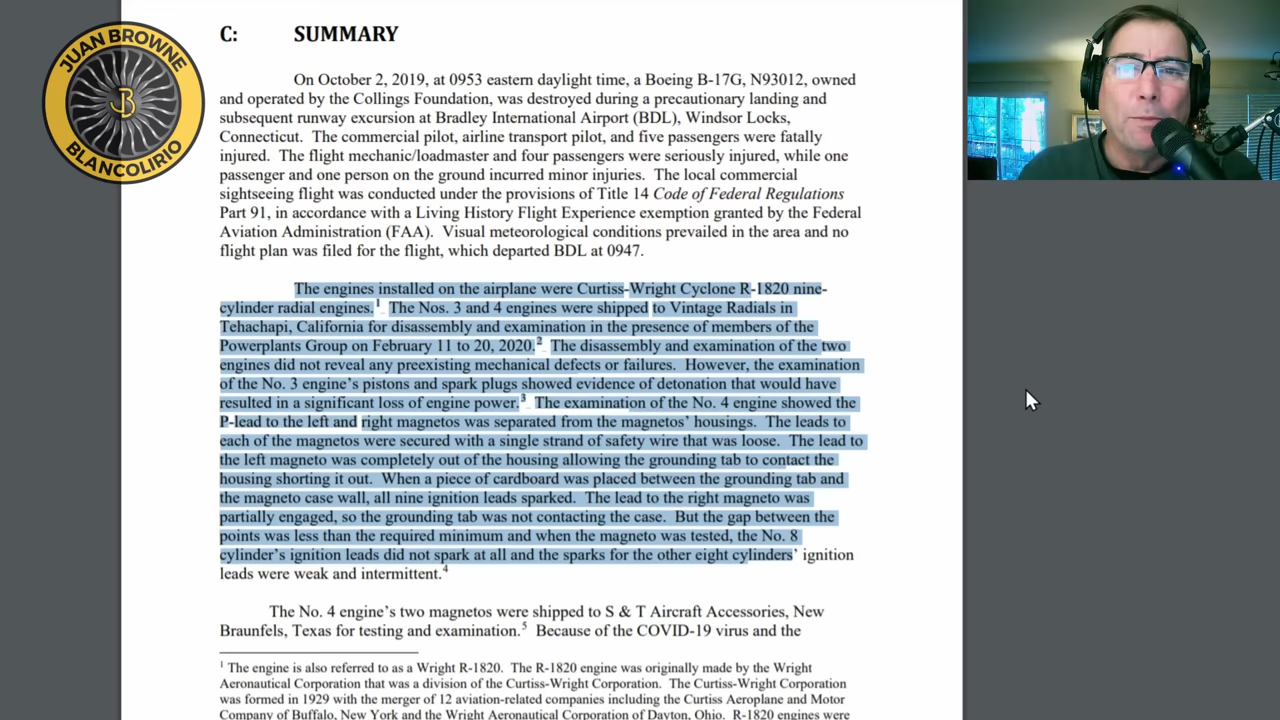 JUAN BROWNE
JB
BLANCOLIRIO
C: SUMMARY
On October 2, 2019, at 0953 eastern daylight time, a Boeing B-17G, N93012, owned
and operated by the Collings Foundation, was destroyed during a precautionary landing and
subsequent runway excursion at Bradley International Airport (BDL), Windsor Locks,
Connecticut. The commercial pilot, airline transport pilot, and five passengers were fatally
injured. The flight mechanic/loadmaster and four passengers were seriously injured, while one
passenger and one person on the ground incurred minor injuries. The local commercial
sightseeing flight was conducted under the provisions of Title 14 Code of Federal Regulations
Part 91, in accordance with a Living History Flight Experience exemption granted by the Federal
Aviation Administration (FAA). Visual meteorological conditions prevailed in the area and no
flight plan was filed for the flight, which departed BDL at 0947.
The engines installed on the airplane were Curtiss-Wright Cyclone R-1820 nine-
cylinder radial engines.1 The Nos. 3 and 4 engines were shipped to Vintage Radials in
Tehachapi, California for disassembly and examination in the presence of members of the
Powerplants Group on February 11 to 20, 2020.2 The disassembly and examination of the two
engines did not reveal any preexisting mechanical defects or failures. However, the examination
of the No. 3 engine's pistons and spark plugs showed evidence of detonation that would have
resulted in a significant loss of engine power.3 The examination of the No. 4 engine showed the
P-lead to the left and right magnetos was separated from the magnetos' housings. The leads to
each of the magnetos were secured with a single strand of safety wire that was loose. The lead to
the left magneto was completely out of the housing allowing the grounding tab to contact the
housing shorting it out. When a piece of cardboard was placed between the grounding tab and
the magneto case wall, all nine ignition leads sparked. The lead to the right magneto was
partially engaged, so the grounding tab was not contacting the case. But the gap between the
points was less than the required minimum and when the magneto was tested, the No. 8
cylinder's ignition leads did not spark at all and the sparks for the other eight cylinders' ignition
leads were weak and intermittent.4
The No. 4 engine's two magnetos were shipped to S & T Aircraft Accessories, New
Braunfels, Texas for testing and examination.5 Because of the COVID-19 virus and the
1 The engine is also referred to as a Wright R-1820. The R-1820 engine was originally made by the Wright
Aeronautical Corporation that was a division of the Curtiss-Wright Corporation. The Curtiss-Wright Corporation
was formed in 1929 with the merger of 12 aviation-related companies including the Curtiss Aeroplane and Motor
Company of Buffalo, New York and the Wright Aeronautical Corporation of Dayton, Ohio. R-1820 engines were